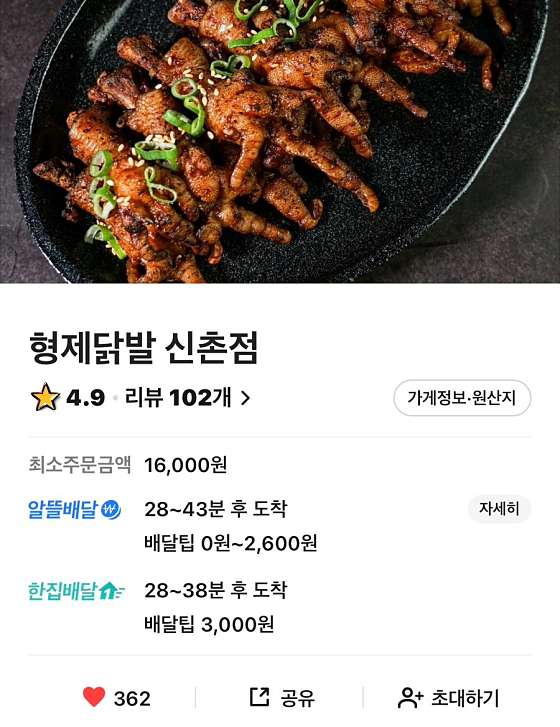 형제닭발 신촌점
4.9 · 리뷰 102개 >
가게정보·원산지
최소주문금액 16,000원
알뜰배달 28~43분 후 도착
자세히
배달팁 0원~2,600원
한집배달 28~38분 후 도착
배달팁 3,000원
362
공유
초대하기